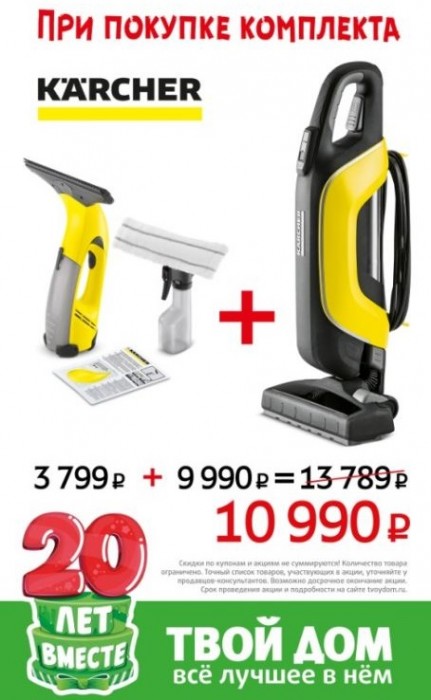 При покупке комплекта
KÄRCHER
KÄRCHER
3 799₽ + 9 990₽ = 13 789₽
10 990₽
Скидки по купонам и акциям не суммируются! Количество товара
ограничено. Точный список товаров, участвующих в акции, уточняйте у
продавцов-консультантов. Возможно досрочное окончание акции.
Срок проведения акции и подробности на сайте tvoydom.ru.
20
ЛЕТ
ВМЕСТЕ
ТВОЙ ДОМ
всё лучшее в нём